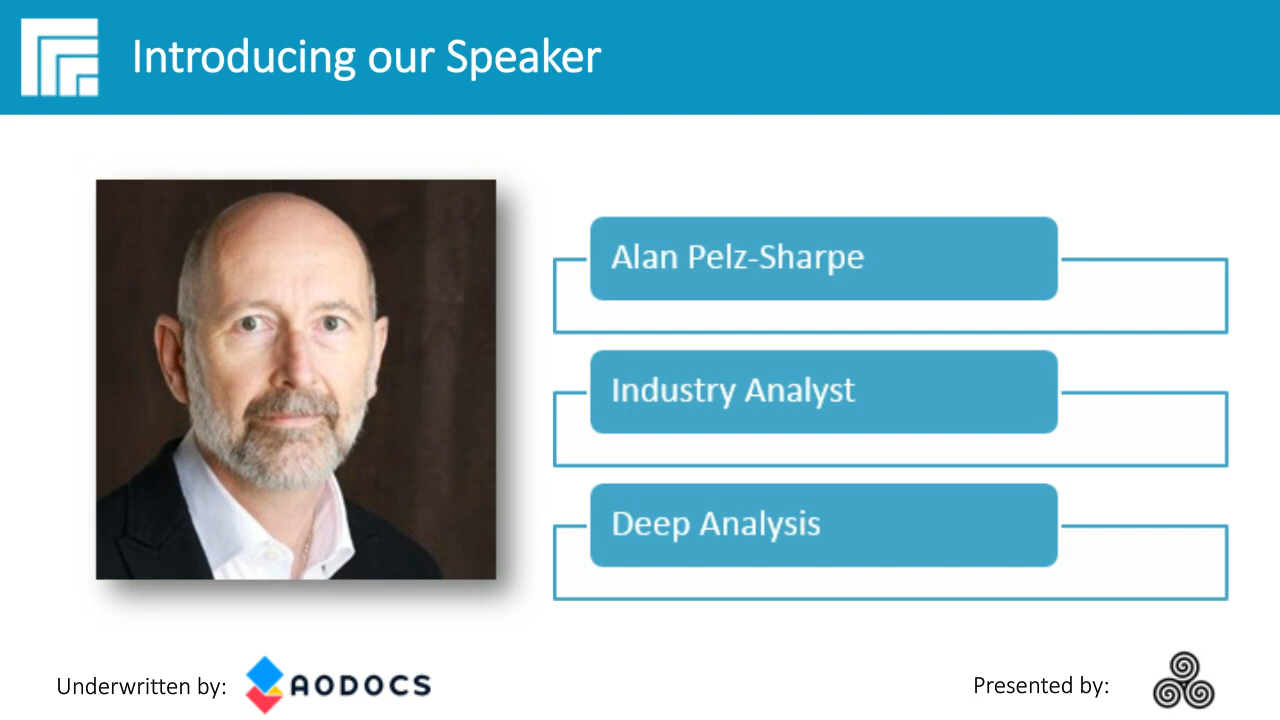 Introducing our Speaker
Alan Pelz-Sharpe
Industry Analyst
Deep Analysis
Underwritten by:
AODOCS
Presented by: